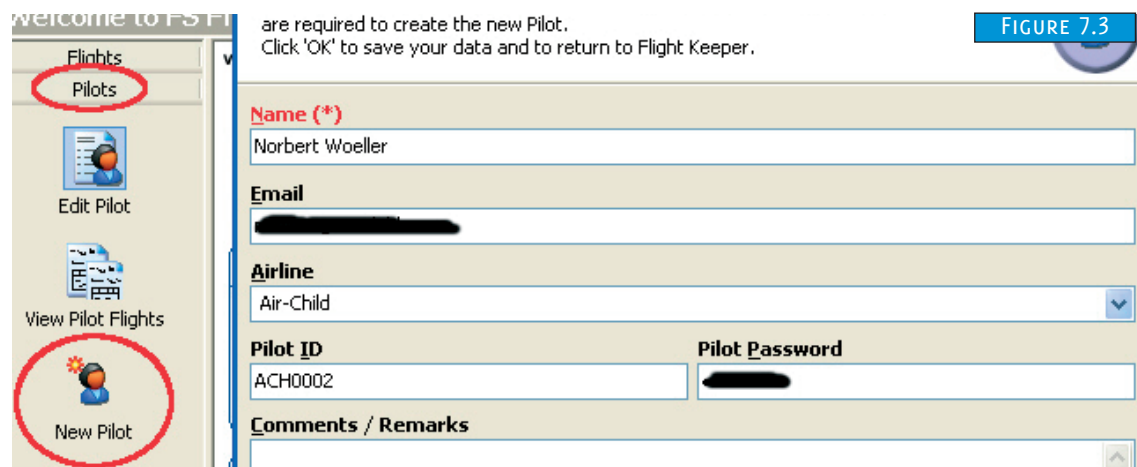 Welcome to FS Fl
Flights
Pilots
Edit Pilot
View Pilot Flights
New Pilot
are required to create the new Pilot.
Click 'OK' to save your data and to return to Flight Keeper.
FIGURE 7.3
Name (*)
Norbert Woeller
Email
Airline
Air-Child
Pilot ID
Pilot Password
ACH0002
Comments / Remarks